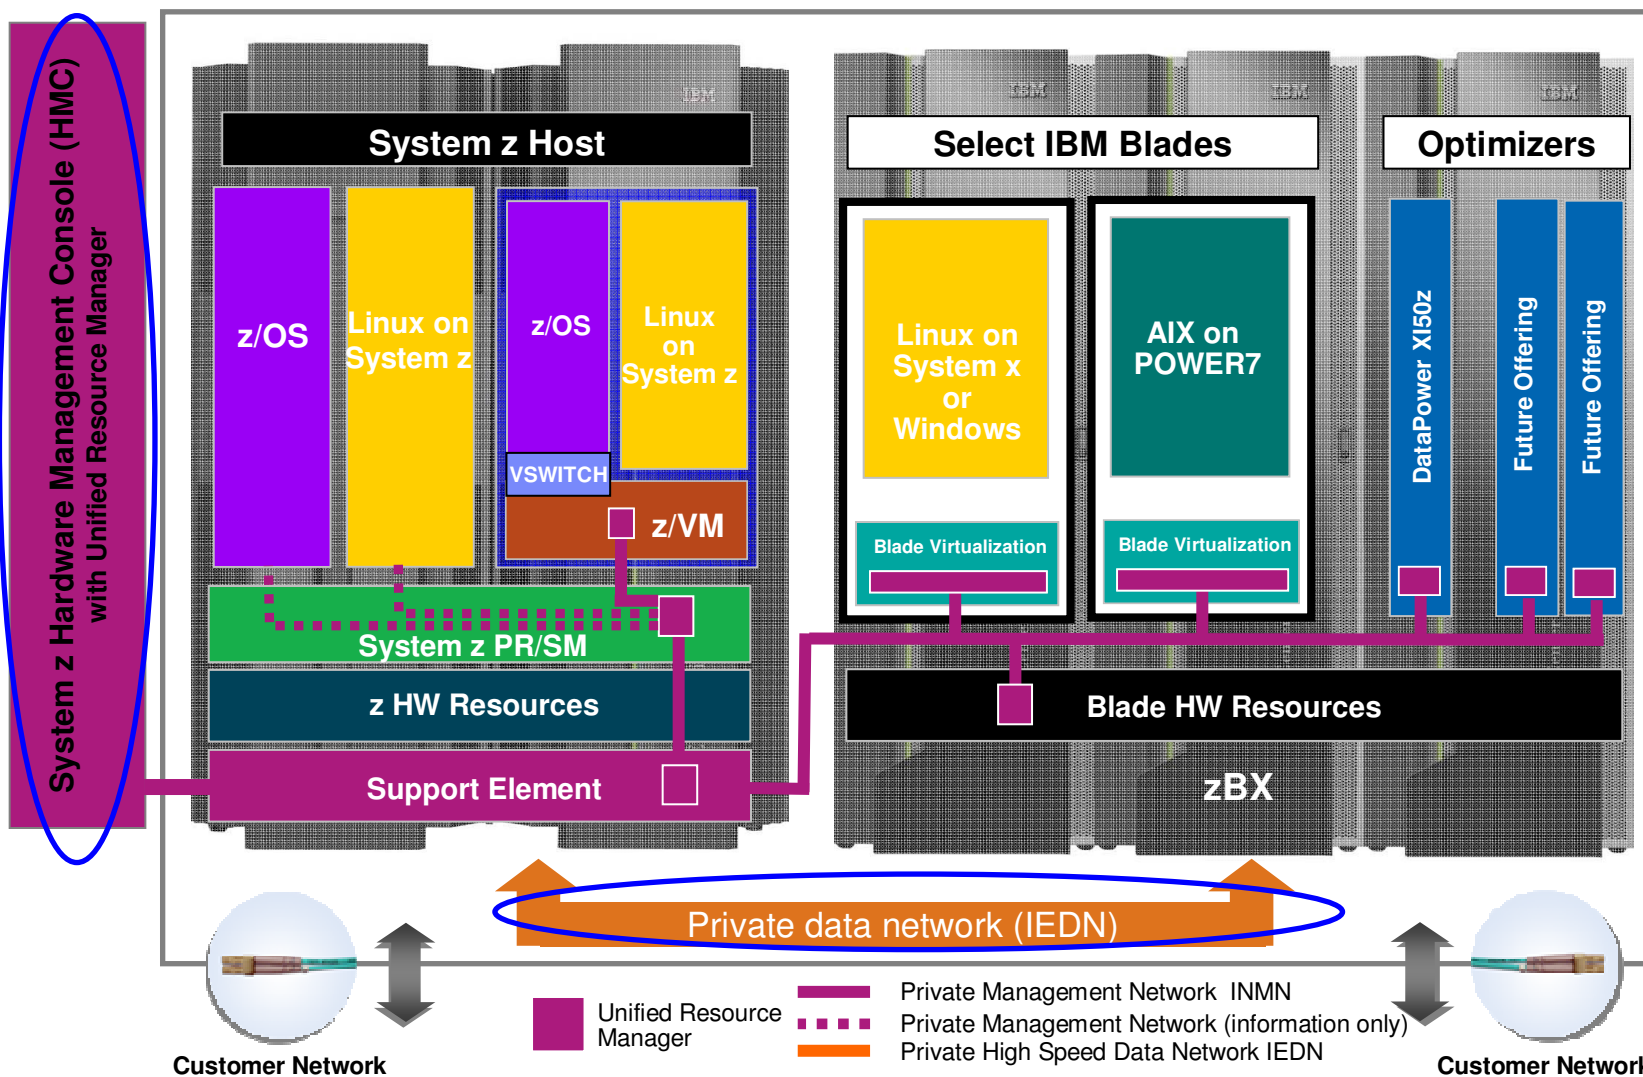 System z Hardware Management Console (HMC)
with Unified Resource Manager
IBM
System z Host
z/OS
Linux on
System z
z/OS
Linux
on
System z
VSWITCH
z/VM
System z PR/SM
z HW Resources
Support Element
IBM
IBM
IBM
Select IBM Blades
Optimizers
Linux on
System x
or
Windows
AIX on
POWER7
Blade Virtualization
Blade Virtualization
DataPower XI50z
Future Offering
Future Offering
Blade HW Resources
zBX
Private data network (IEDN)
Customer Network
Unified Resource
Manager
Private Management Network INMN
Private Management Network (information only)
Private High Speed Data Network IEDN
Customer Network